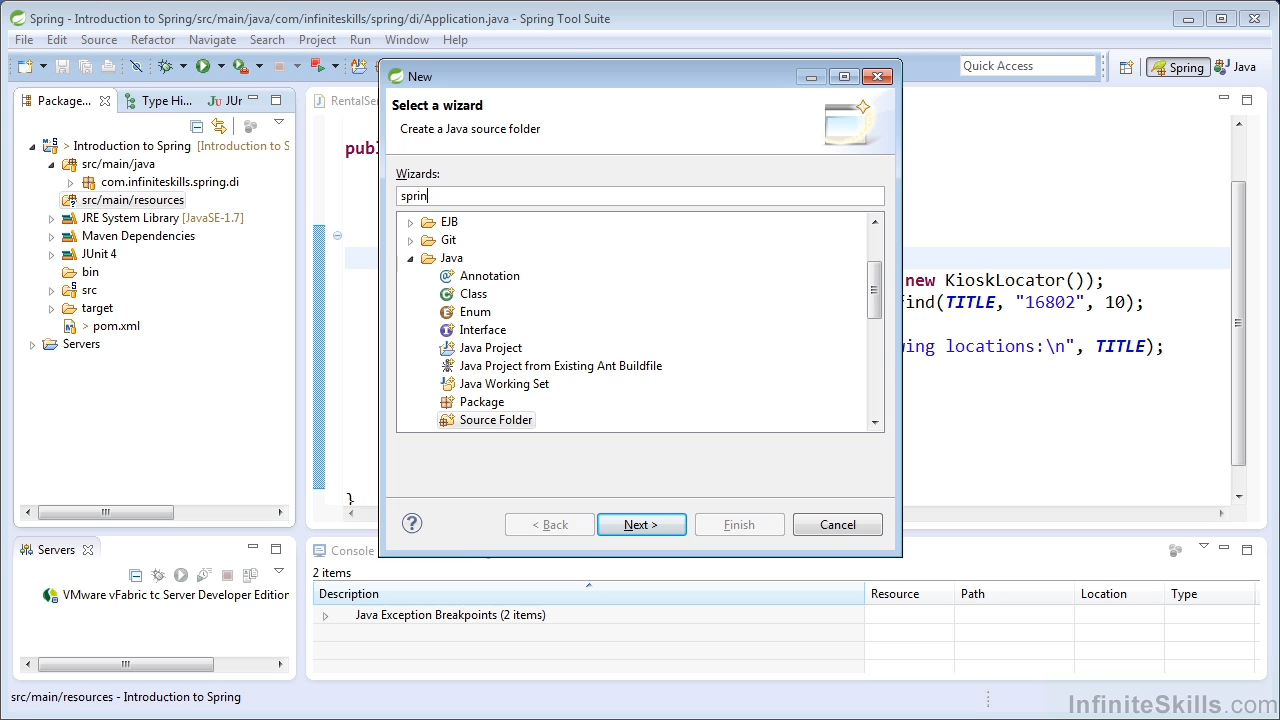 Spring - Introduction to Spring/src/main/java/com/infiniteskills/spring/di/Application.java - Spring Tool Suite
File Edit Source Refactor Navigate Search Project Run Window Help
Quick Access
Spring
Java
Package...
Type Hi...
JUr
RentalSer
> Introduction to Spring [Introduction to S
src/main/java
com.infiniteskills.spring.di
src/main/resources
JRE System Library [JavaSE-1.7]
Maven Dependencies
JUnit 4
bin
src
target
> pom.xml
Servers
New
Select a wizard
Create a Java source folder
Wizards:
sprin
EJB
Git
Java
Annotation
Class
Enum
Interface
Java Project
Java Project from Existing Ant Buildfile
Java Working Set
Package
Source Folder
< Back
Next >
Finish
Cancel
publ
new KioskLocator());
find(TITLE, "16802", 10);
wing locations:\n", TITLE);
}
Servers
VMware vFabric tc Server Developer Edition
Console
2 items
Description Resource Path Location Type
Java Exception Breakpoints (2 items)
src/main/resources - Introduction to Spring
InfiniteSkills.com